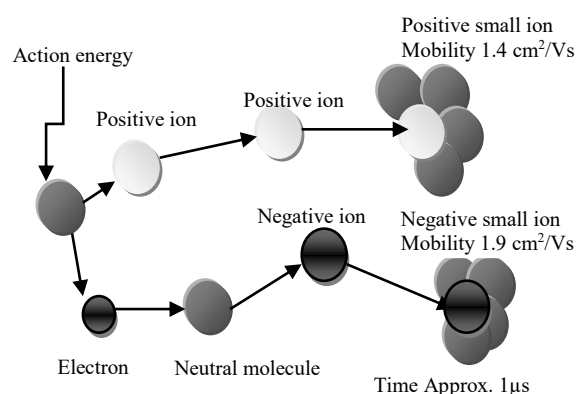 Positive small ion
Mobility 1.4 cm²/Vs
Action energy
Positive ion
Positive ion
Negative ion
Negative small ion
Mobility 1.9 cm²/Vs
Electron
Neutral molecule
Time Approx. 1µs